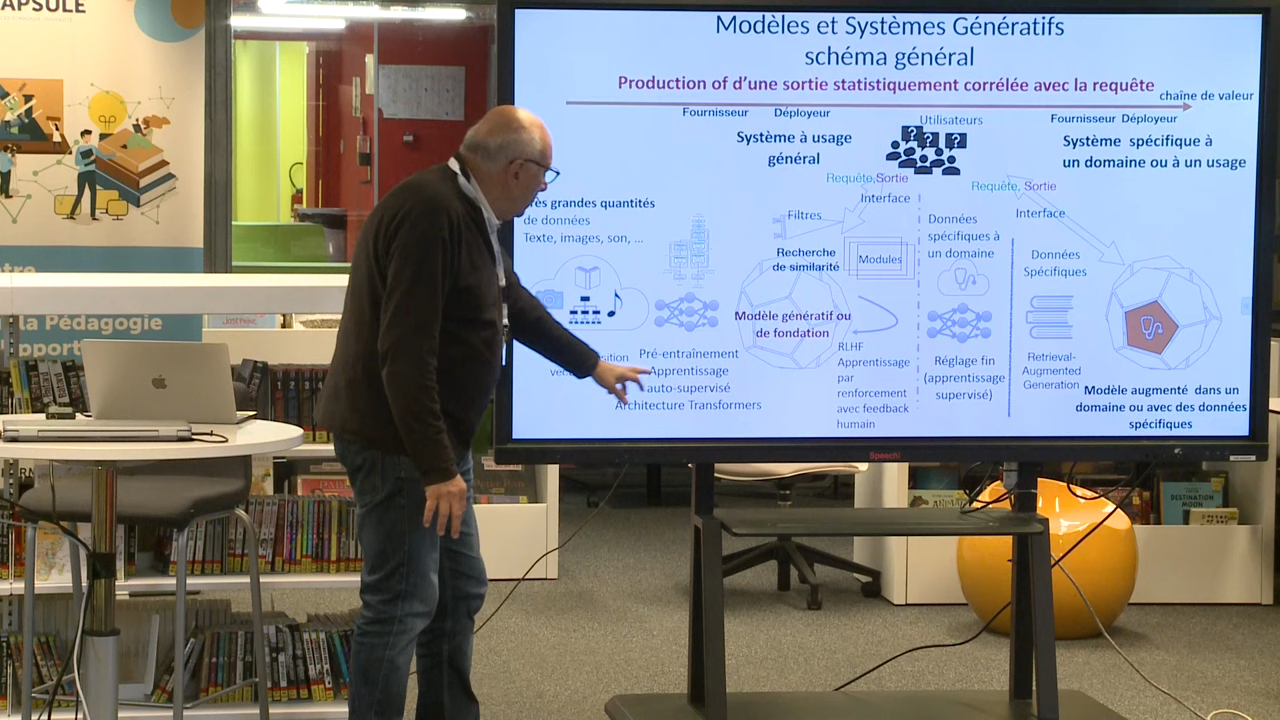 APSULE
Centre
la Pédagogie
pport
Modèles et Systèmes Génératifs
schéma général
Production of d'une sortie statistiquement corrélée avec la requête
chaîne de valeur
Fournisseur Déployeur
Utilisateurs
Fournisseur Déployeur
Système à usage
général
Système spécifique à
un domaine ou à un usage
Requête, Sortie
Interface
Requête, Sortie
Interface
rès grandes quantités
de données
Texte, images, son, ...
Filtres
Recherche
de similarité
Modules
Données
spécifiques à
un domaine
Données
Spécifiques
Modèle génératif ou
de fondation
sition
vec
Pré-entraînement
Apprentissage
auto-supervisé
Architecture Transformers
RLHF
Apprentissage
par
renforcement
avec feedback
humain
Réglage fin
(apprentissage
supervisé)
Retrieval-
Augmented
Generation
Modèle augmenté dans un
domaine ou avec des données
spécifiques
Speechi
DESTINATION
MOON